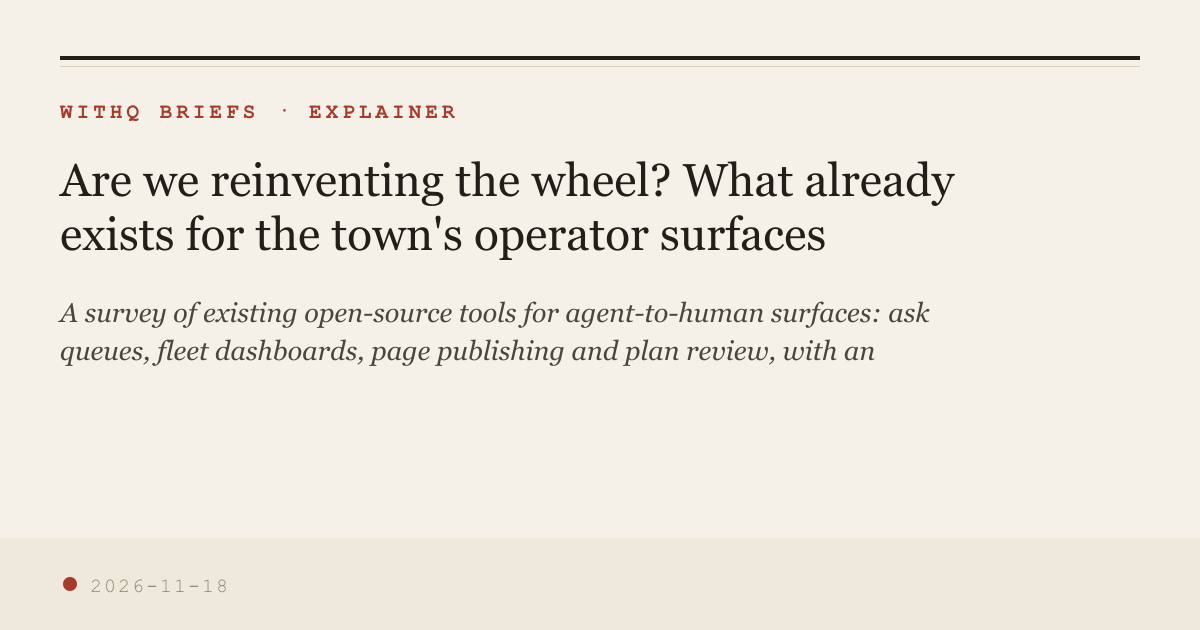 WITHQ BRIEFS · EXPLAINER
Are we reinventing the wheel? What already
exists for the town's operator surfaces
A survey of existing open-source tools for agent-to-human surfaces: ask
queues, fleet dashboards, page publishing and plan review, with an
2026-11-18